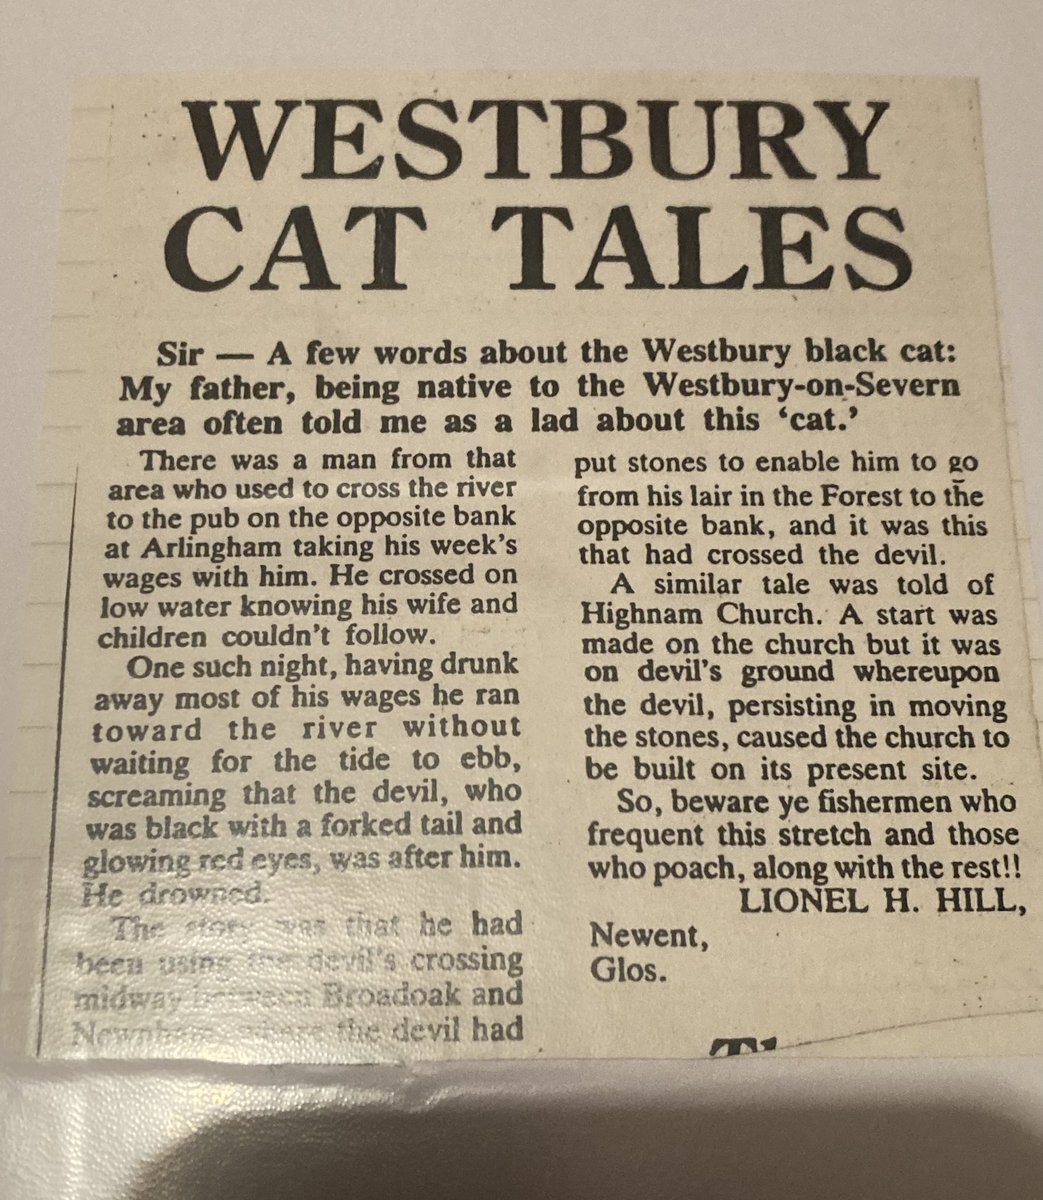 WESTBURY
CAT TALES
Sir — A few words about the Westbury black cat:
My father, being native to the Westbury-on-Severn
area often told me as a lad about this ‘cat.’
There was a man from that
area who used to cross the river
to the pub on the opposite bank
at Arlingham taking his week's
wages with him. He crossed on
low water knowing his wife and
children couldn't follow.
One such night, having drunk
away most of his wages he ran
toward the river without
waiting for the tide to ebb,
screaming that the devil, who
was black with a forked tail and
glowing red eyes, was after him.
He drowned.
The story was that he had
been using the devil's crossing
midway between Broadoak and
Newnham, where the devil had
put stones to enable him to go
from his lair in the Forest to the
opposite bank, and it was this
that had crossed the devil.
A similar tale was told of
Highnam Church. A start was
made on the church but it was
on devil's ground whereupon
the devil, persisting in moving
the stones, caused the church to
be built on its present site.
So, beware ye fishermen who
frequent this stretch and those
who poach, along with the rest!!
LIONEL H. HILL,
Newent,
Glos.